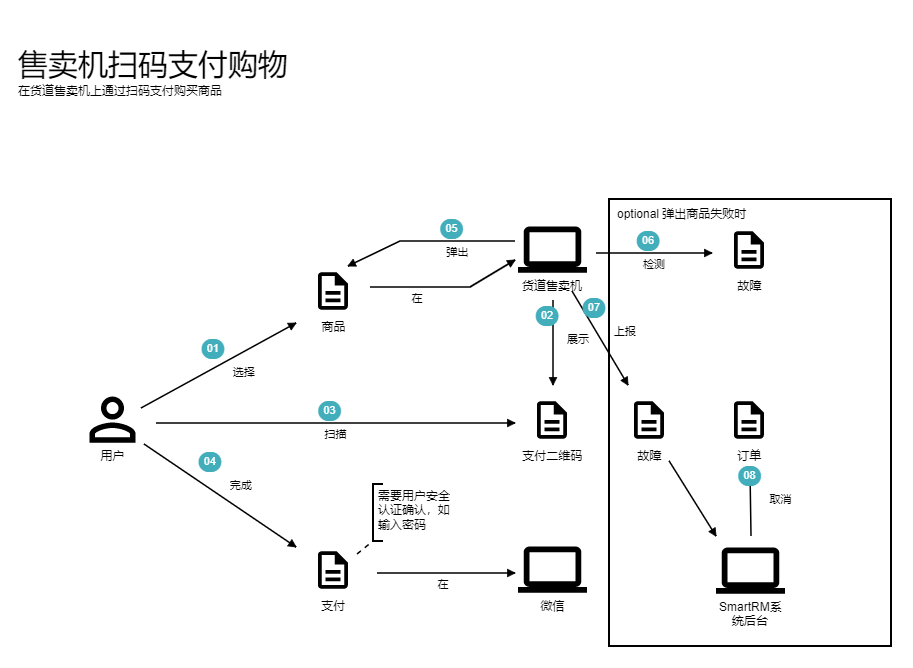 售卖机扫码支付购物
在货道售卖机上通过扫码支付购买商品
optional 弹出商品失败时
05
弹出
06
检测
货道售卖机
故障
在
商品
02
展示
07
上报
01
选择
03
扫描
用户
支付二维码
故障
订单
04
完成
08
取消
需要用户安全
认证确认，如
输入密码
支付
在
微信
SmartRM系
统后台